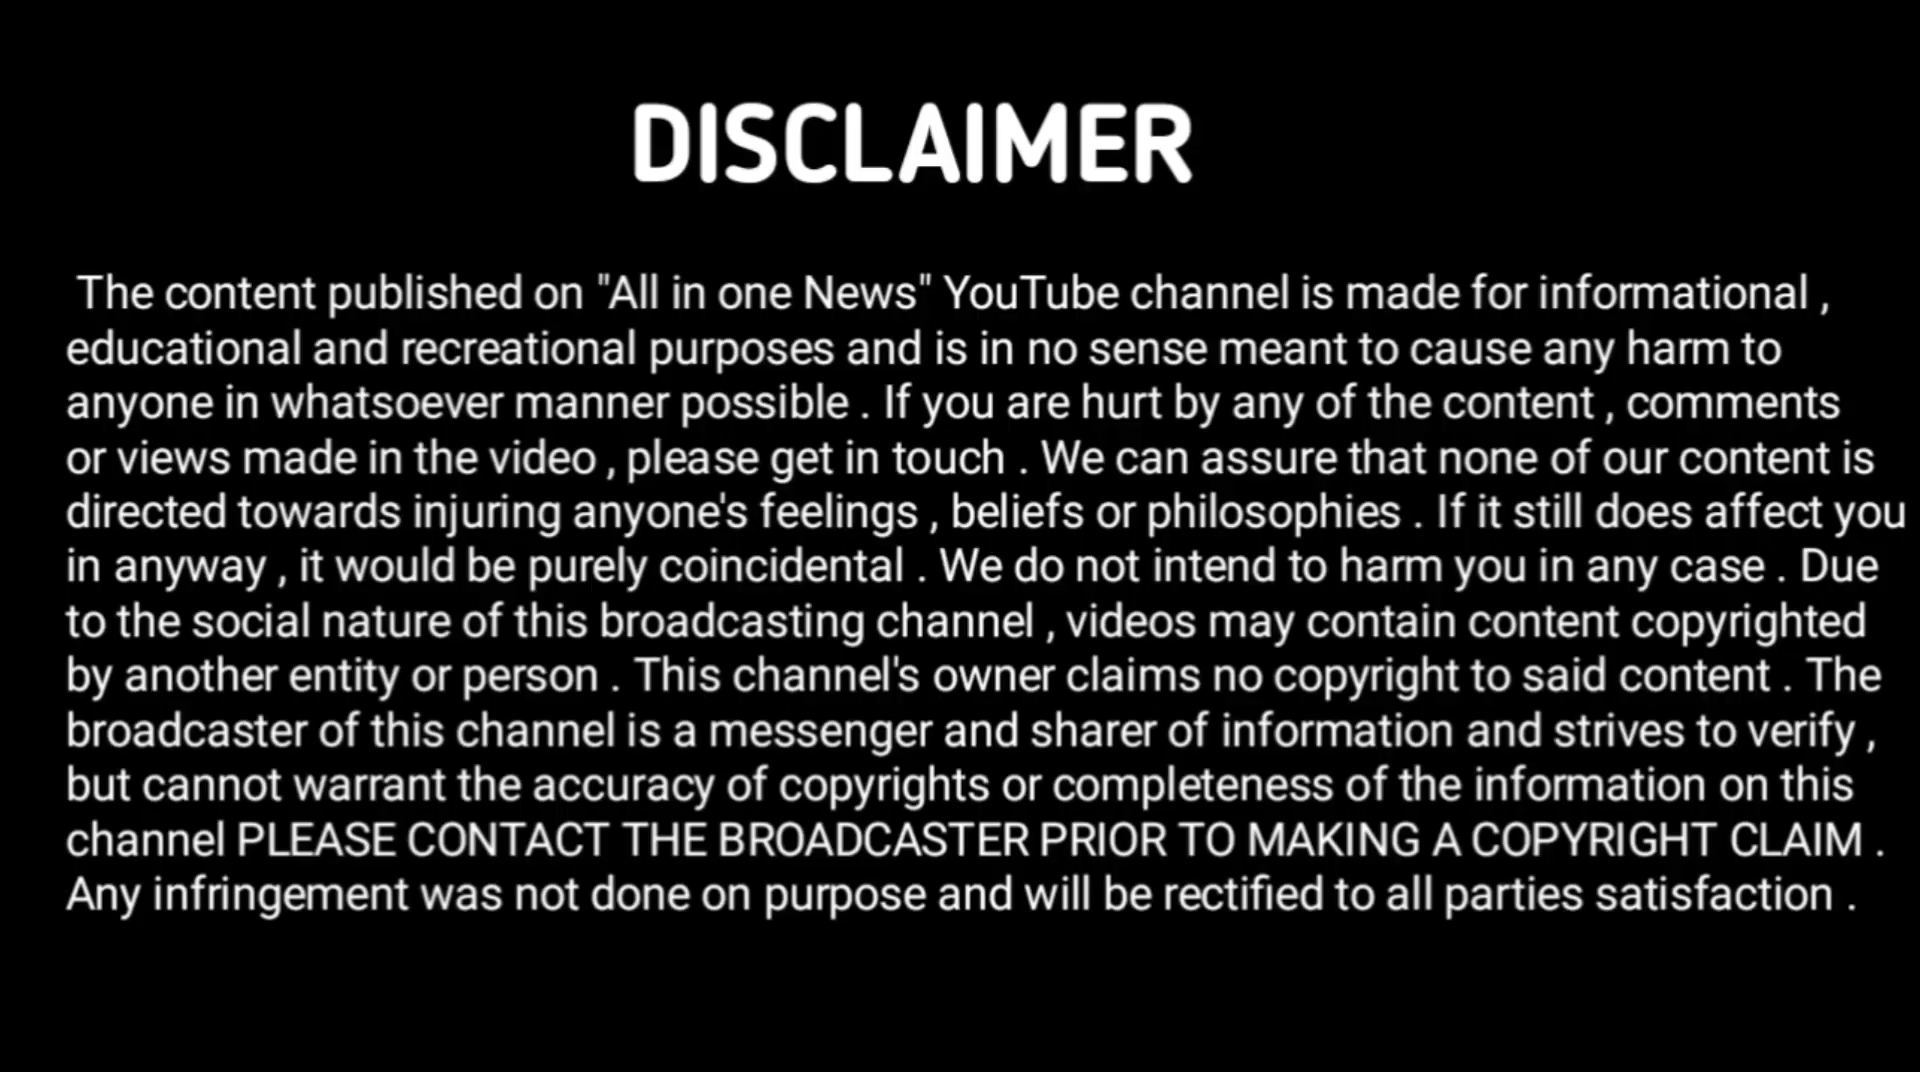 DISCLAIMER
The content published on "All in one News" YouTube channel is made for informational ,
educational and recreational purposes and is in no sense meant to cause any harm to
anyone in whatsoever manner possible . If you are hurt by any of the content , comments
or views made in the video , please get in touch . We can assure that none of our content is
directed towards injuring anyone's feelings , beliefs or philosophies . If it still does affect you
in anyway , it would be purely coincidental . We do not intend to harm you in any case . Due
to the social nature of this broadcasting channel , videos may contain content copyrighted
by another entity or person . This channel's owner claims no copyright to said content . The
broadcaster of this channel is a messenger and sharer of information and strives to verify ,
but cannot warrant the accuracy of copyrights or completeness of the information on this
channel PLEASE CONTACT THE BROADCASTER PRIOR TO MAKING A COPYRIGHT CLAIM .
Any infringement was not done on purpose and will be rectified to all parties satisfaction .